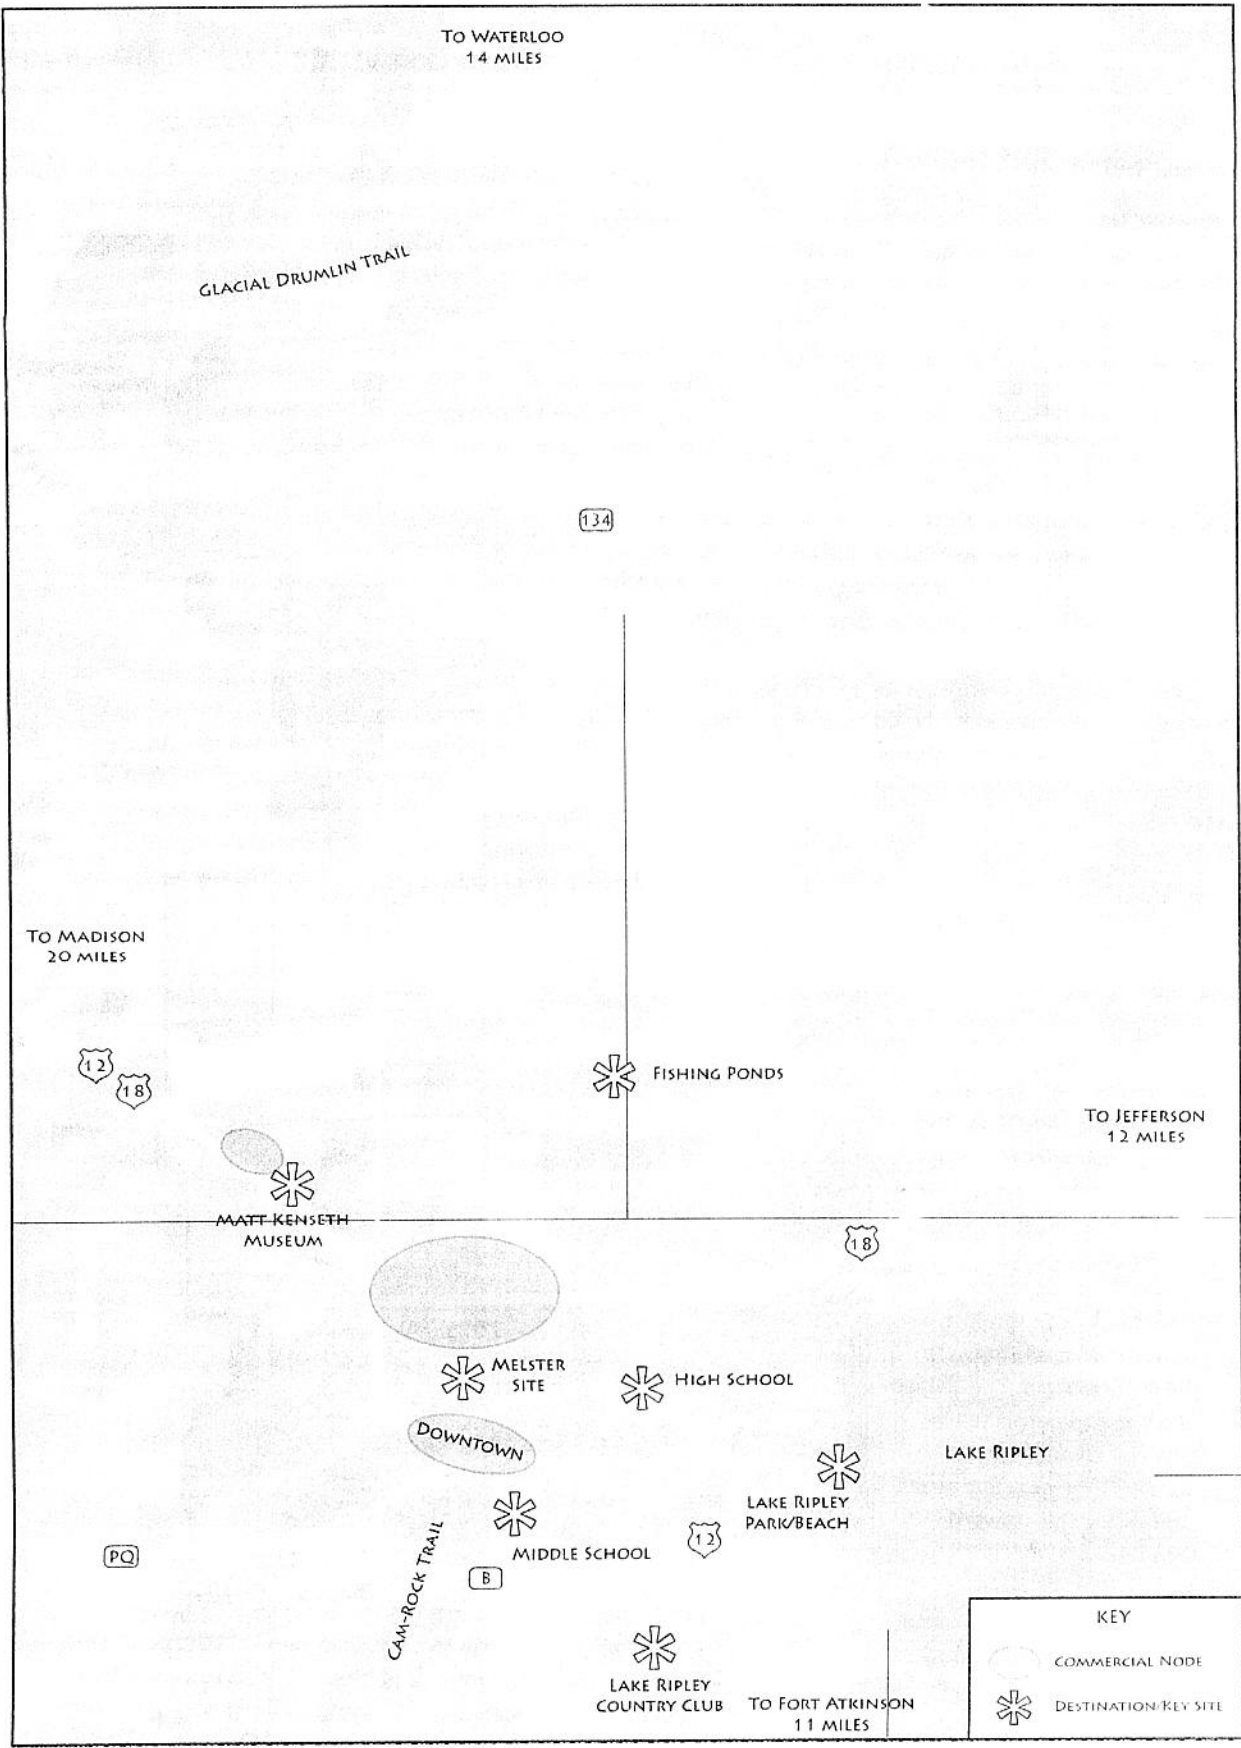 TO WATERLOO
14 MILES
GLACIAL DRUMLIN TRAIL
134
TO MADISON
20 MILES
12
18
FISHING PONDS
TO JEFFERSON
12 MILES
MATT KENSETH
MUSEUM
18
MELSTER
SITE
HIGH SCHOOL
DOWNTOWN
LAKE RIPLEY
LAKE RIPLEY
PARK/BEACH
12
MIDDLE SCHOOL
PQ
B
CAM-ROCK TRAIL
LAKE RIPLEY
COUNTRY CLUB
TO FORT ATKINSON
11 MILES
KEY
COMMERCIAL NODE
DESTINATION/KEY SITE